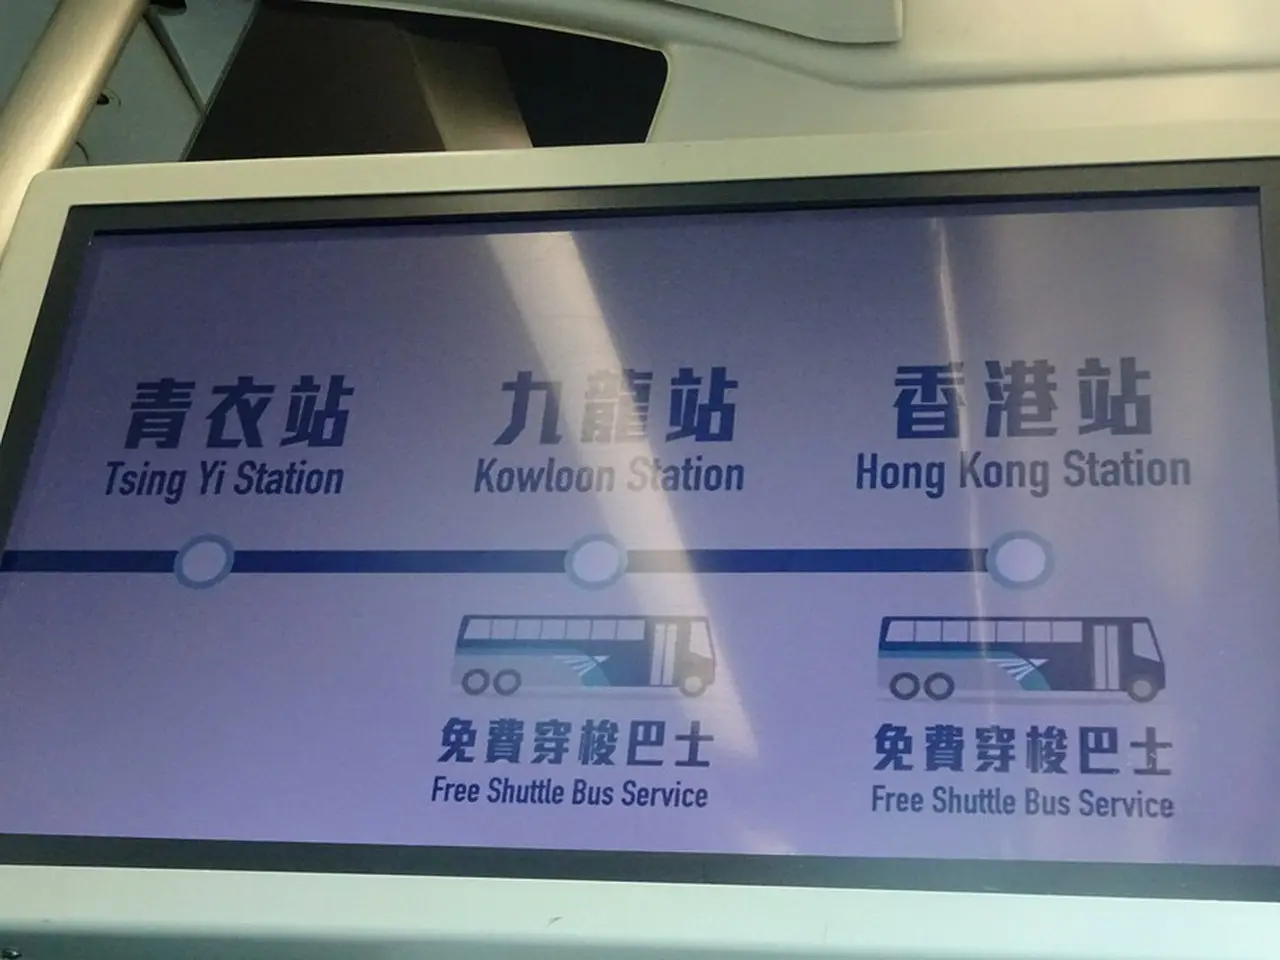 青衣站
Tsing Yi Station
九龍站
Kowloon Station
香港站
Hong Kong Station
免費穿梭巴士
Free Shuttle Bus Service
免費穿梭巴士
Free Shuttle Bus Service